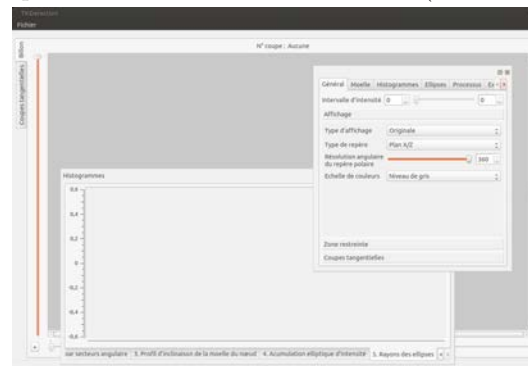 TKDetection
Fichier
N° coupe : Aucune
Billon
Coupes tangentielles
Général Moelle Histogrammes Ellipses Processus
Intervalle d'intensité 0 0
Affichage
Type d'affichage Originale
Type de repère Plan X/Z
Résolution angulaire 360
du repère polaire
Echelle de couleurs Niveau de gris
Zone restreinte
Coupes tangentielles
Histogrammes
0,4
0,2
0
-0,2
-0,4
-0,6
par secteurs angulaire 3. Profil d'inclinaison de la moelle du nœud 4. Accumulation elliptique d'intensité 5. Rayons des ellipses